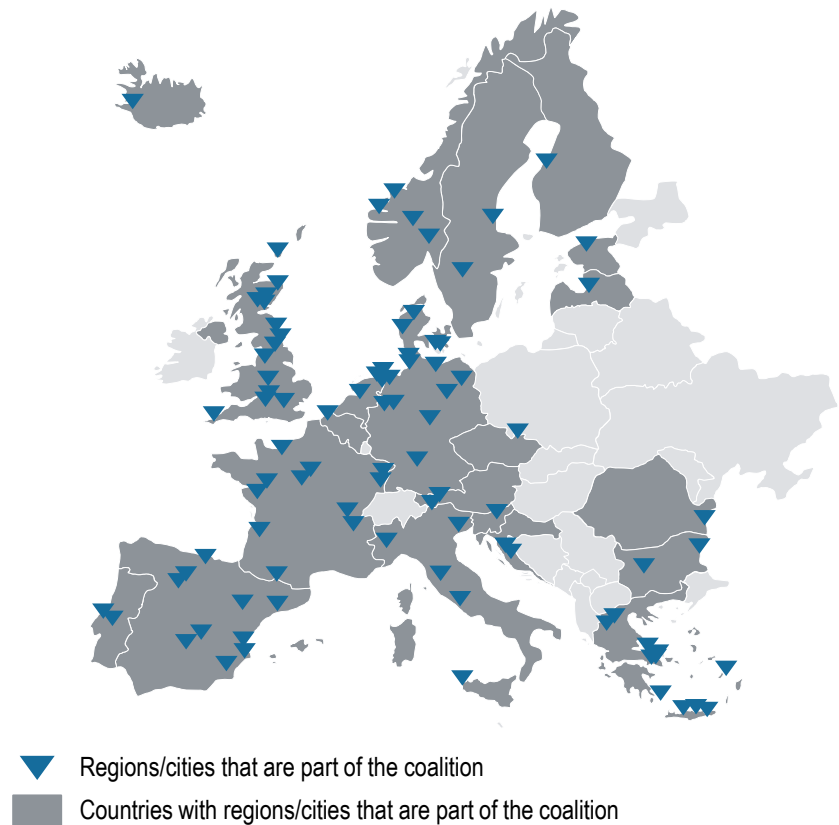 Regions/cities that are part of the coalition
Countries with regions/cities that are part of the coalition